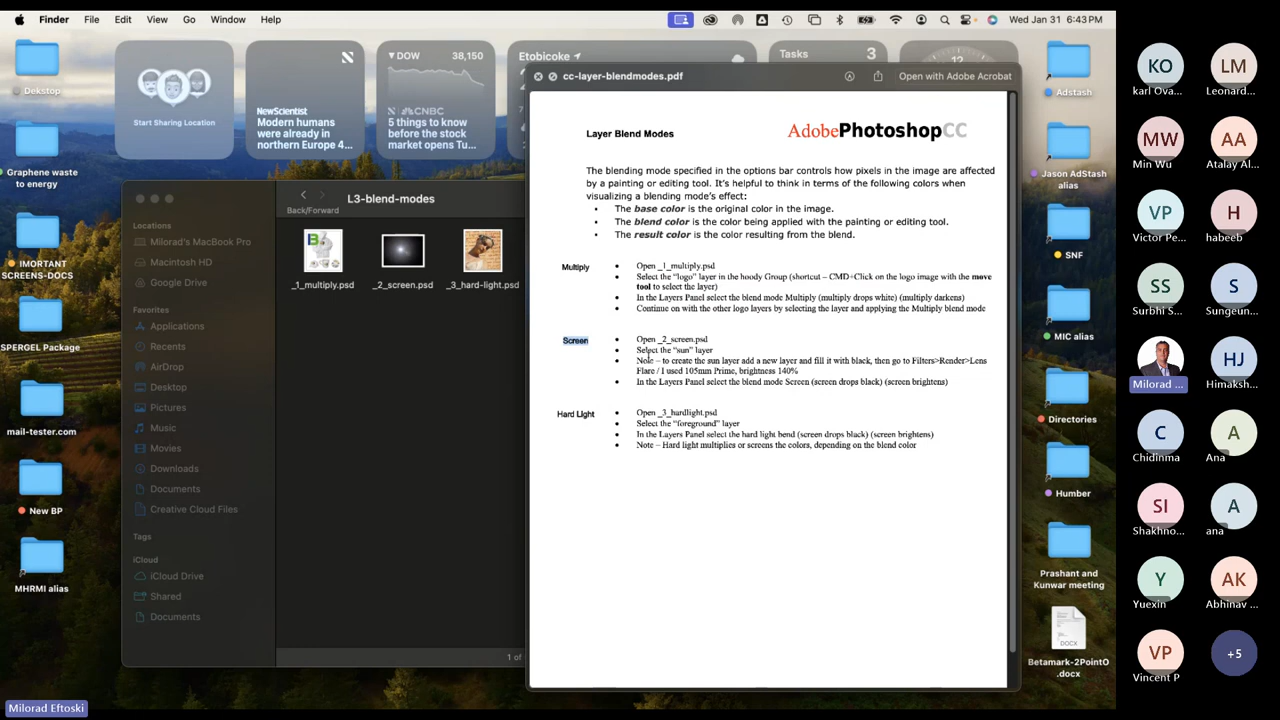 Finder File Edit View Go Window Help
Wed Jan 31 6:43 PM
Dekstop
Graphene waste
to energy
IMORTANT
SCREENS-DOCS
SPERGEL Package
mail-tester.com
New BP
MHRMI alias
Start Sharing Location
NewScientist
Modern humans
were already in
northern Europe 4...
DOW 38,150
CNBC
5 things to know
before the stock
market opens Tu...
Etobicoke
Tasks 3
12
L3-blend-modes
Back/Forward
Locations
Milorad's MacBook Pro
Macintosh HD
Google Drive
Favorites
Applications
Recents
AirDrop
Desktop
Pictures
Music
Movies
Downloads
Documents
Creative Cloud Files
Tags
iCloud
iCloud Drive
Shared
Documents
_1_multiply.psd
_2_screen.psd
_3_hard-light.psd
1 of
cc-layer-blendmodes.pdf
Open with Adobe Acrobat
Layer Blend Modes
AdobePhotoshopCC
The blending mode specified in the options bar controls how pixels in the image are affected
by a painting or editing tool. It's helpful to think in terms of the following colors when
visualizing a blending mode's effect:
• The base color is the original color in the image.
• The blend color is the color being applied with the painting or editing tool.
• The result color is the color resulting from the blend.
Multiply
• Open _1_multiply.psd
• Select the "logo" layer in the hoody Group (shortcut – CMD+Click on the logo image with the move
tool to select the layer)
• In the Layers Panel select the blend mode Multiply (multiply drops white) (multiply darkens)
• Continue on with the other logo layers by selecting the layer and applying the Multiply blend mode
Screen
• Open _2_screen.psd
• Select the "sun" layer
• Note – to create the sun layer add a new layer and fill it with black, then go to Filters>Render>Lens
Flare / I used 105mm Prime, brightness 140%
• In the Layers Panel select the blend mode Screen (screen drops black) (screen brightens)
Hard Light
• Open _3_hardlight.psd
• Select the "foreground" layer
• In the Layers Panel select the hard light bend (screen drops black) (screen brightens)
• Note – Hard light multiplies or screens the colors, depending on the blend color
Adstash
Jason AdStash
alias
SNF
MIC alias
Directories
Humber
Prashant and
Kunwar meeting
DOCX
Betamark-2PointO
.docx
KO
karl Ova...
LM
Leonard...
MW
Min Wu
AA
Atalay Al...
VP
Victor Pe...
H
habeeb
SS
Surbhi S...
S
Sungeun...
Milorad ...
HJ
Himaksh...
C
Chidinma
A
Ana
SI
Shakhno...
A
ana
Y
Yuexin
AK
Abhinav ...
VP
Vincent P
+5
Milorad Eftoski